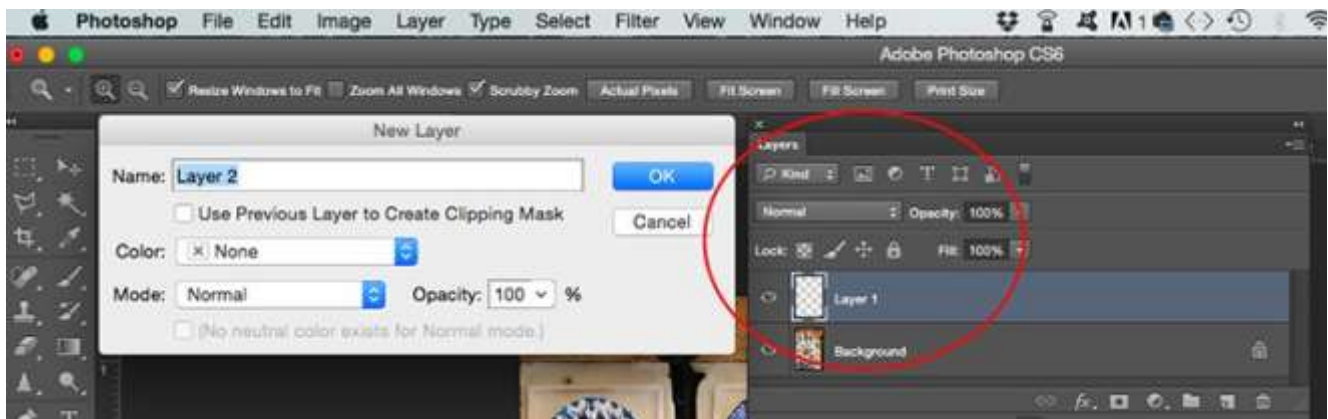 Photoshop File Edit Image Layer Type Select Filter View Window Help 1
Adobe Photoshop CS6
Resize Windows to Fit Zoom All Windows Scrubby Zoom Actual Pixels Fit Screen Fill Screen Print Size
New Layer
Layers
Name: Layer 2 OK
Kind T
Use Previous Layer to Create Clipping Mask Cancel
Normal Opacity: 100%
Color: None
Lock: Fill: 100%
Mode: Normal Opacity: 100 %
Layer 1
(No neutral color exists for Normal mode.)
Background
fx
T